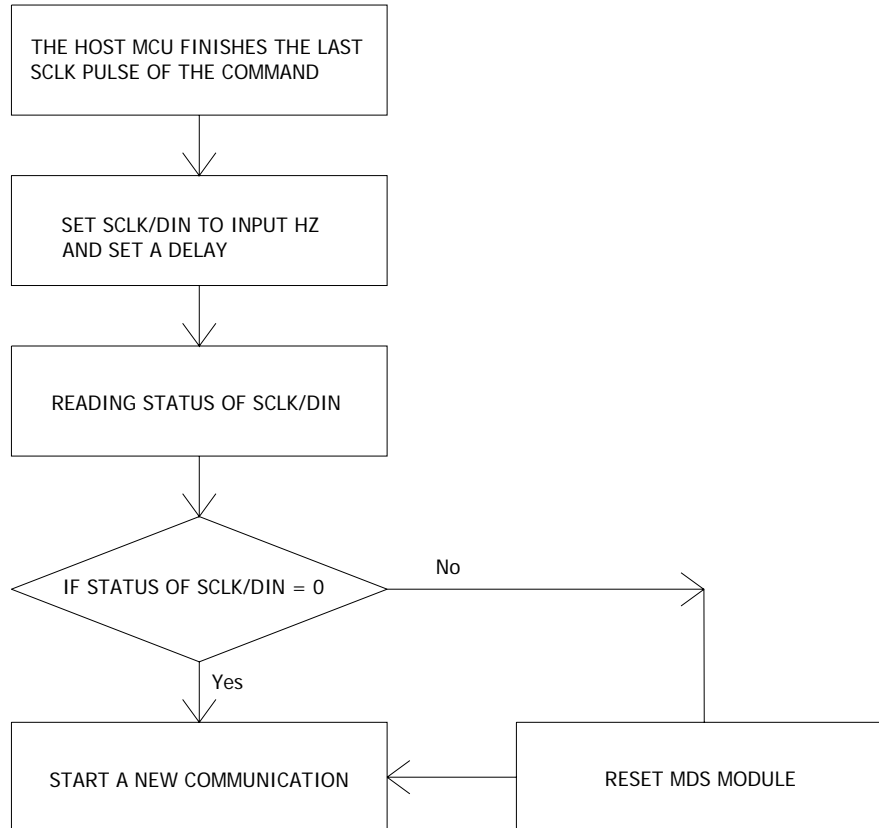 THE HOST MCU FINISHES THE LAST
SCLK PULSE OF THE COMMAND
SET SCLK/DIN TO INPUT HZ
AND SET A DELAY
READING STATUS OF SCLK/DIN
IF STATUS OF SCLK/DIN = 0
No
Yes
START A NEW COMMUNICATION
RESET MDS MODULE